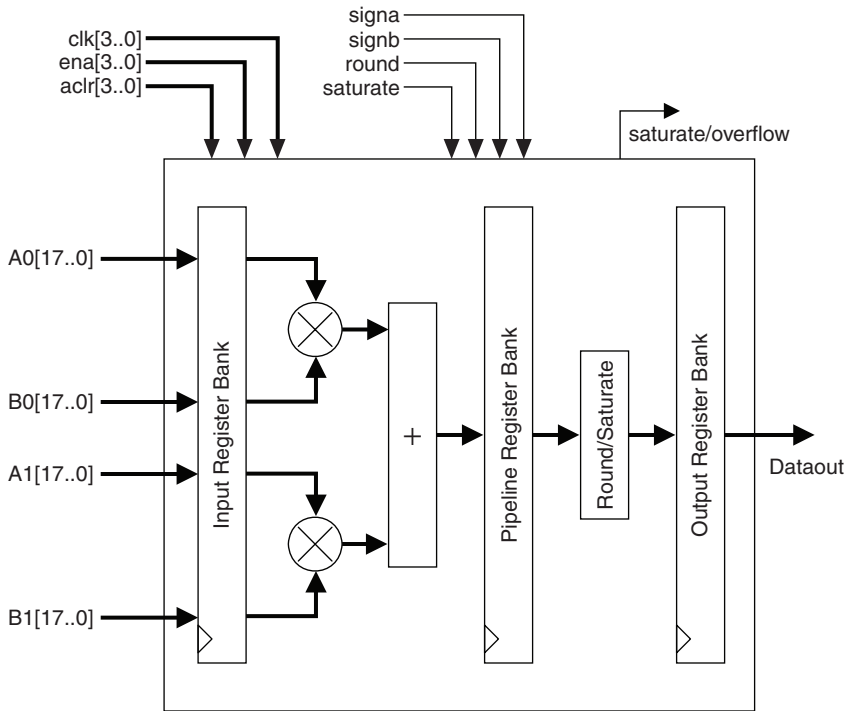 clk[3..0]
ena[3..0]
aclr[3..0]
signa
signb
round
saturate
saturate/overflow
A0[17..0]
B0[17..0]
A1[17..0]
B1[17..0]
Input Register Bank
+
Pipeline Register Bank
Round/Saturate
Output Register Bank
Dataout